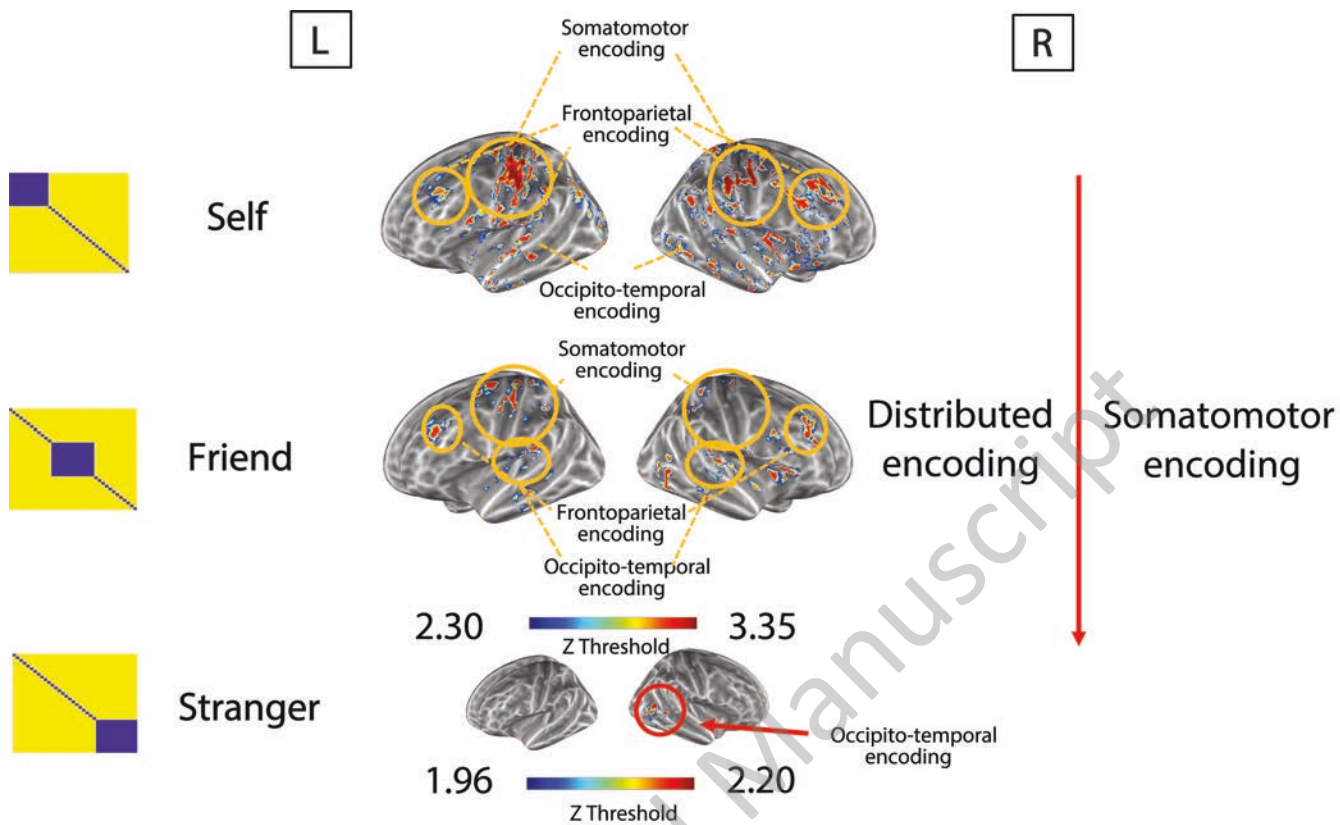 L
R
Somatomotor
encoding
Frontoparietal
encoding
Self
Occipito-temporal
encoding
Somatomotor
encoding
Friend
Distributed
encoding
Somatomotor
encoding
Frontoparietal
encoding
Occipito-temporal
encoding
2.30
3.35
Z Threshold
Stranger
Occipito-temporal
encoding
1.96
2.20
Z Threshold
Manuscript